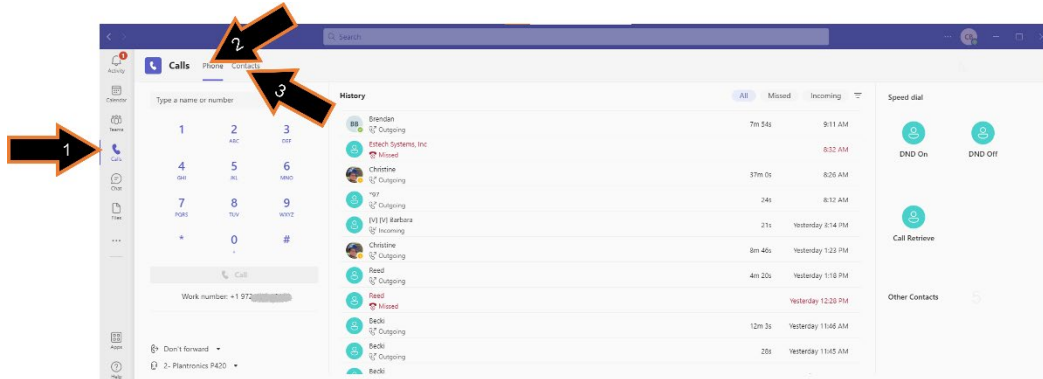 2
1
3
Search
CB
1
Activity
Calendar
Teams
Calls
Chat
Files
...
Apps
Help
Calls Phone Contacts
Type a name or number
1 2 3
ABC DEF
4 5 6
GHI JKL MNO
7 8 9
PQRS TUV WXYZ
* 0 #
+
Call
Work number: +1 972
Don't forward
2- Plantronics P420
History All Missed Incoming
BB Brendan 7m 54s 9:11 AM
Outgoing
Estech Systems, Inc 8:32 AM
Missed
Christine 37m 0s 8:26 AM
Outgoing
*97 24s 8:12 AM
Outgoing
[V] [V] Barbara 21s Yesterday 3:14 PM
Incoming
Christine 8m 46s Yesterday 1:23 PM
Outgoing
Reed 4m 20s Yesterday 1:18 PM
Outgoing
Reed Yesterday 12:28 PM
Missed
Becki 12m 3s Yesterday 11:46 AM
Outgoing
Becki 26s Yesterday 11:45 AM
Outgoing
Becki
Speed dial
DND On DND Off
Call Retrieve
Other Contacts 5